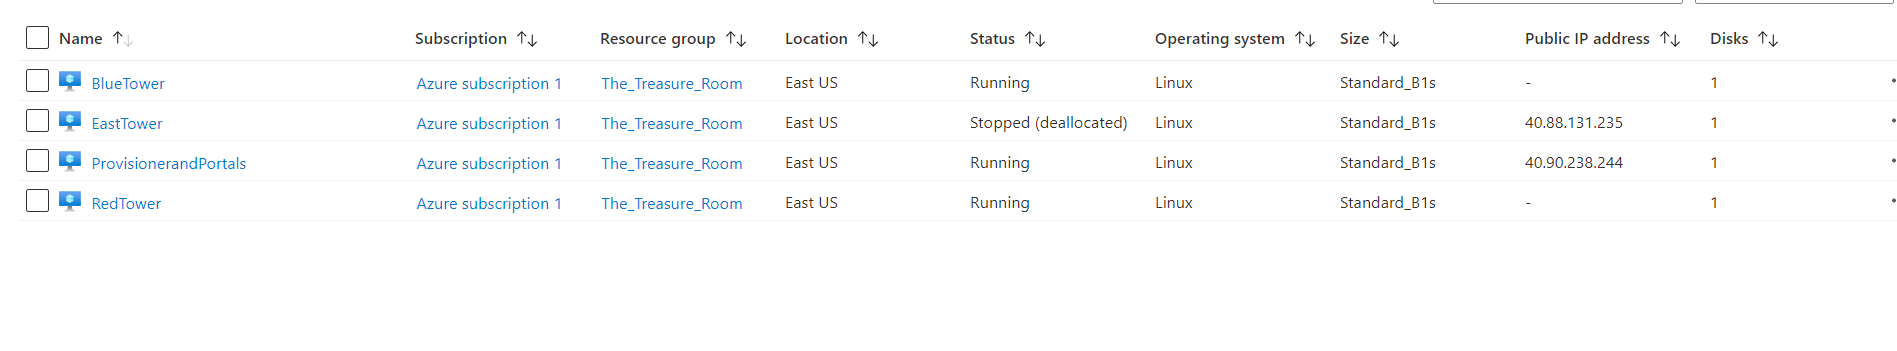 Name Subscription Resource group Location Status Operating system Size Public IP address Disks
BlueTower Azure subscription 1 The_Treasure_Room East US Running Linux Standard_B1s - 1
EastTower Azure subscription 1 The_Treasure_Room East US Stopped (deallocated) Linux Standard_B1s 40.88.131.235 1
ProvisionerandPortals Azure subscription 1 The_Treasure_Room East US Running Linux Standard_B1s 40.90.238.244 1
RedTower Azure subscription 1 The_Treasure_Room East US Running Linux Standard_B1s - 1